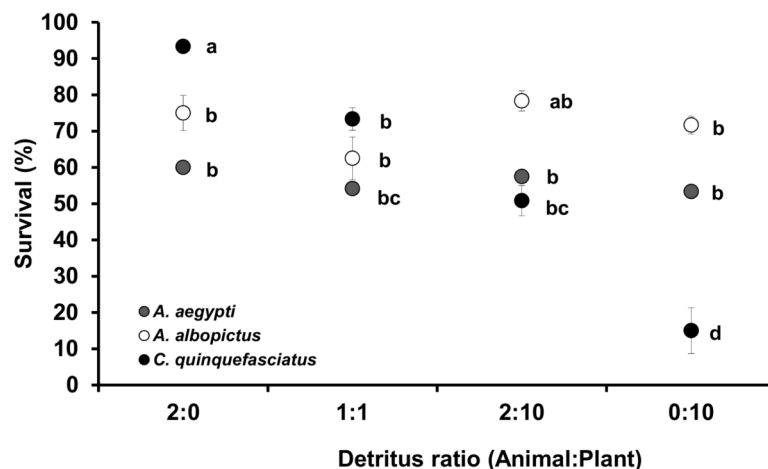 100
90
80
70
60
50
40
30
20
10
0
Survival (%)
a
b
b
b
b
bc
ab
b
bc
b
b
d
A. aegypti
A. albopictus
C. quinquefasciatus
2:0 1:1 2:10 0:10
Detritus ratio (Animal:Plant)